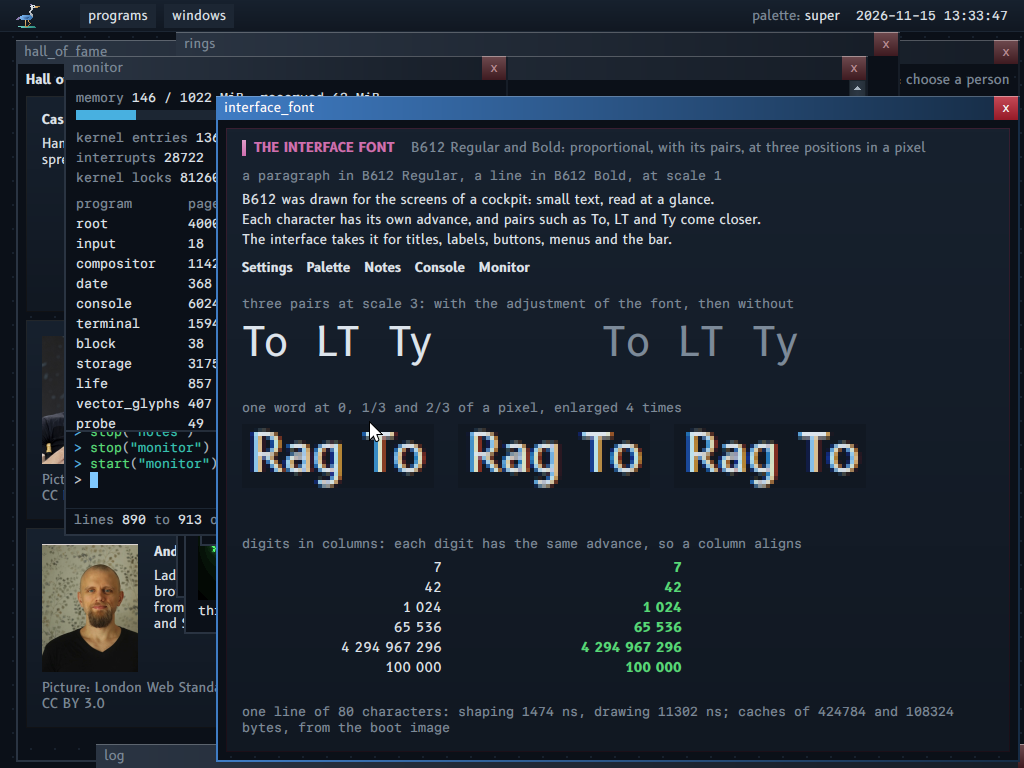 programs windows palette: super 2026-11-15 13:33:47
rings x
hall_of_fame x
monitor x x
Hall choose a person
memory 146 / 1022
interface_font x
kernel entries
interrupts 28722
kernel locks
program
root
input 18
compositor
date 368
console
terminal
block 38
storage
life 857
vector_glyphs 407
probe 49
THE INTERFACE FONT B612 Regular and Bold: proportional, with its pairs, at three positions in a pixel
a paragraph in B612 Regular, a line in B612 Bold, at scale 1
B612 was drawn for the screens of a cockpit: small text, read at a glance.
Each character has its own advance, and pairs such as To, LT and Ty come closer.
The interface takes it for titles, labels, buttons, menus and the bar.
Settings Palette Notes Console Monitor
three pairs at scale 3: with the adjustment of the font, then without
To LT Ty To LT Ty
one word at 0, 1/3 and 2/3 of a pixel, enlarged 4 times
Rag To Rag To Rag To
digits in columns: each digit has the same advance, so a column aligns
7 7
42 42
1 024 1 024
65 536 65 536
4 294 967 296 4 294 967 296
100 000 100 000
one line of 80 characters: shaping 1474 ns, drawing 11302 ns; caches of 424784 and 108324
bytes, from the boot image
> stop("monitor")
> start("monitor")
>
lines 890 to 913
from
and
Picture: London Web
CC BY 3.0
log